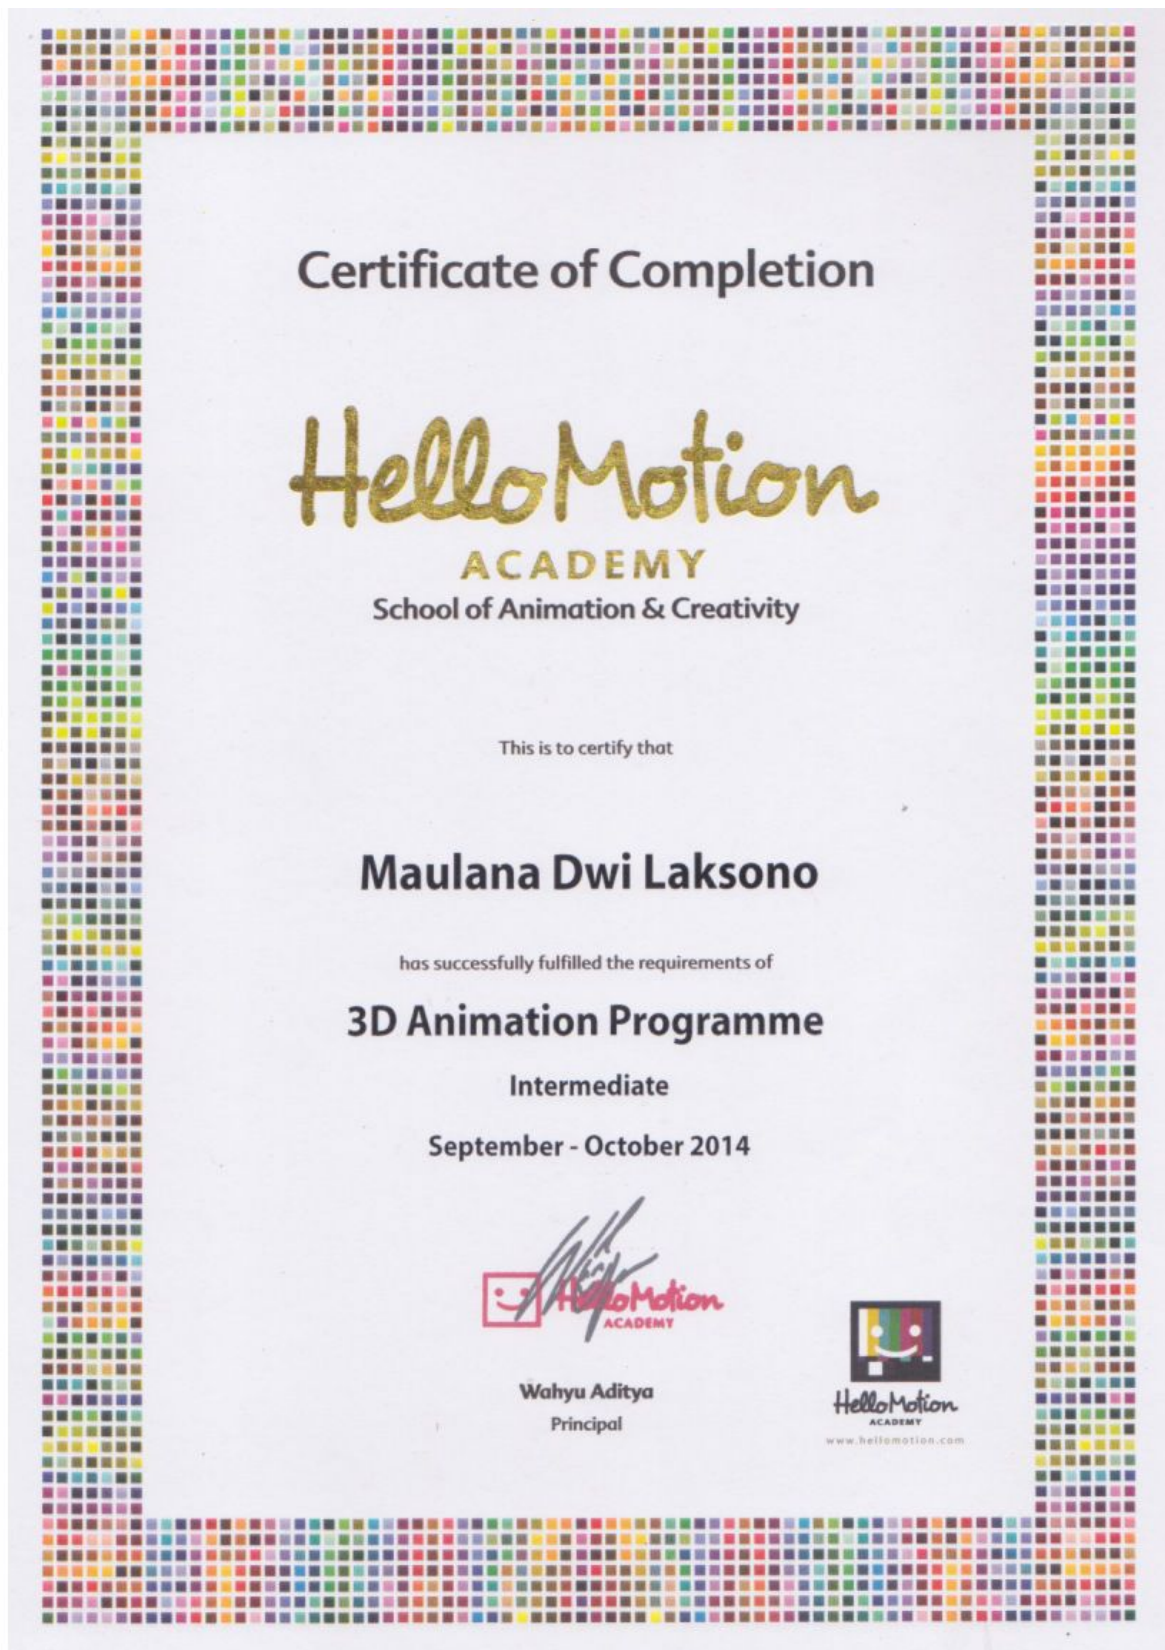 Certificate of Completion
HelloMotion
ACADEMY
School of Animation & Creativity
This is to certify that
Maulana Dwi Laksono
has successfully fulfilled the requirements of
3D Animation Programme
Intermediate
September - October 2014
HelloMotion
ACADEMY
Wahyu Aditya
Principal
HelloMotion
ACADEMY
www.hellomotion.com